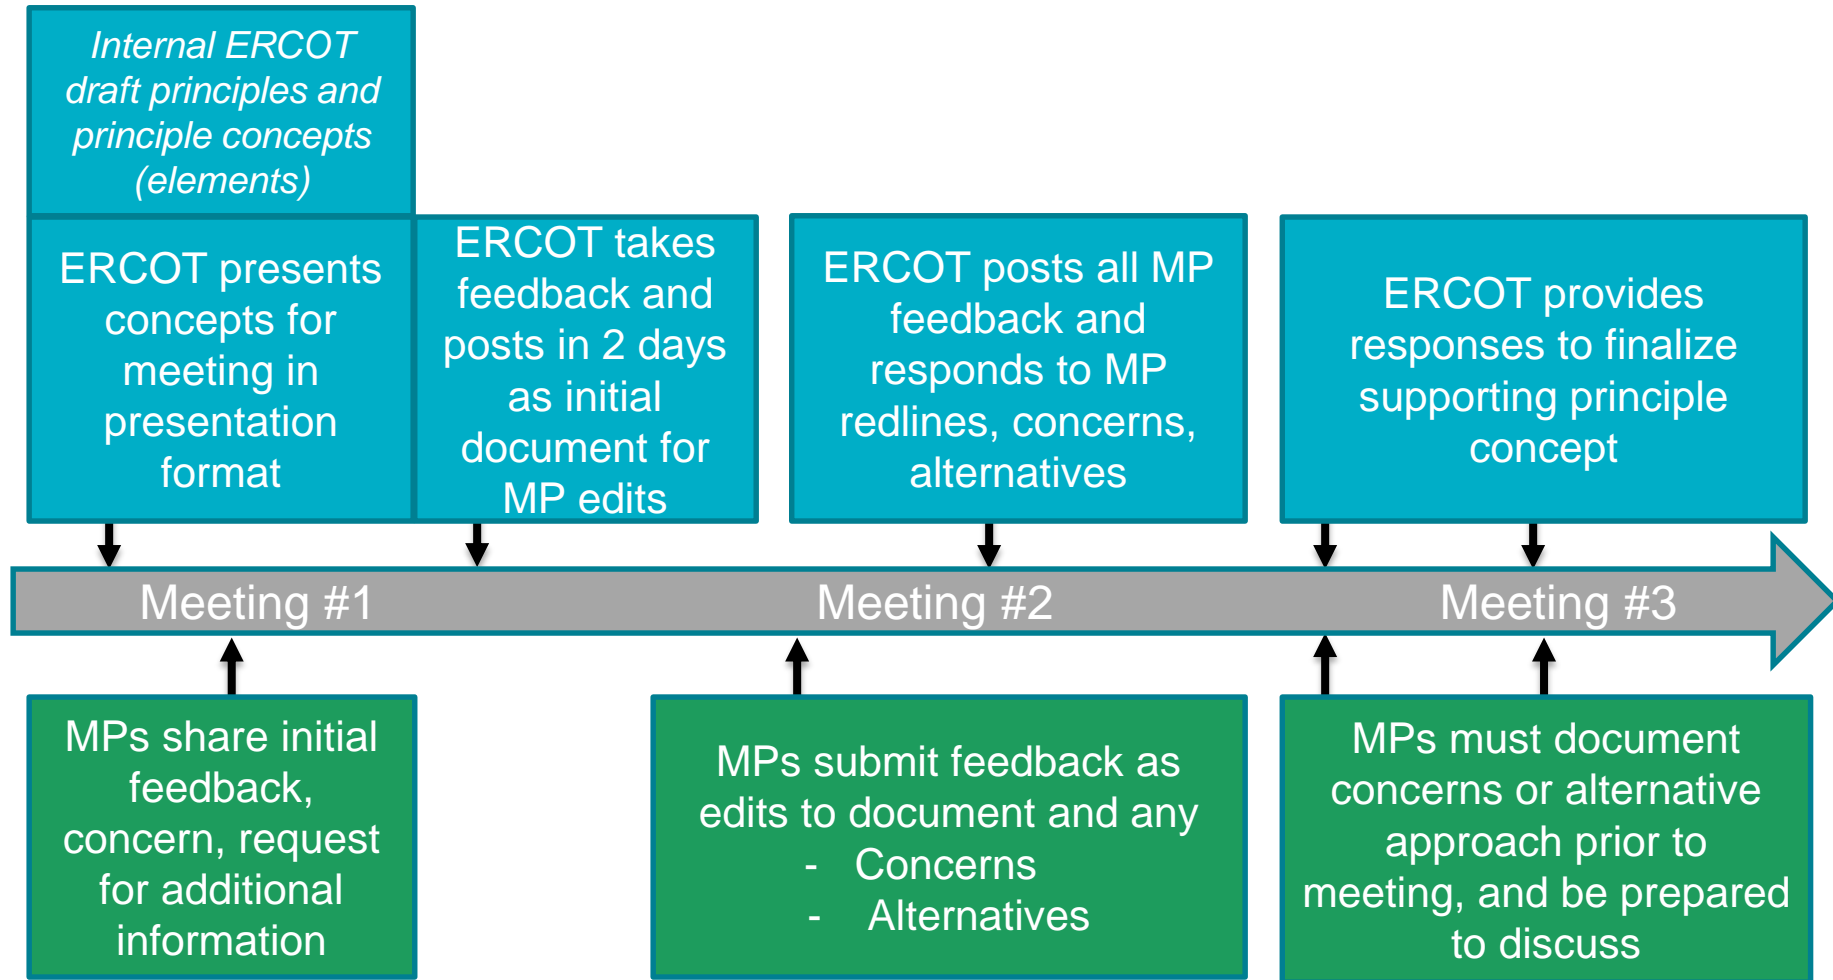 Internal ERCOT
draft principles and
principle concepts
(elements)
ERCOT presents
concepts for
meeting in
presentation
format
ERCOT takes
feedback and
posts in 2 days
as initial
document for
MP edits
ERCOT posts all MP
feedback and
responds to MP
redlines, concerns,
alternatives
ERCOT provides
responses to finalize
supporting principle
concept
Meeting #1
Meeting #2
Meeting #3
MPs share initial
feedback,
concern, request
for additional
information
MPs submit feedback as
edits to document and any
- Concerns
- Alternatives
MPs must document
concerns or alternative
approach prior to
meeting, and be prepared
to discuss